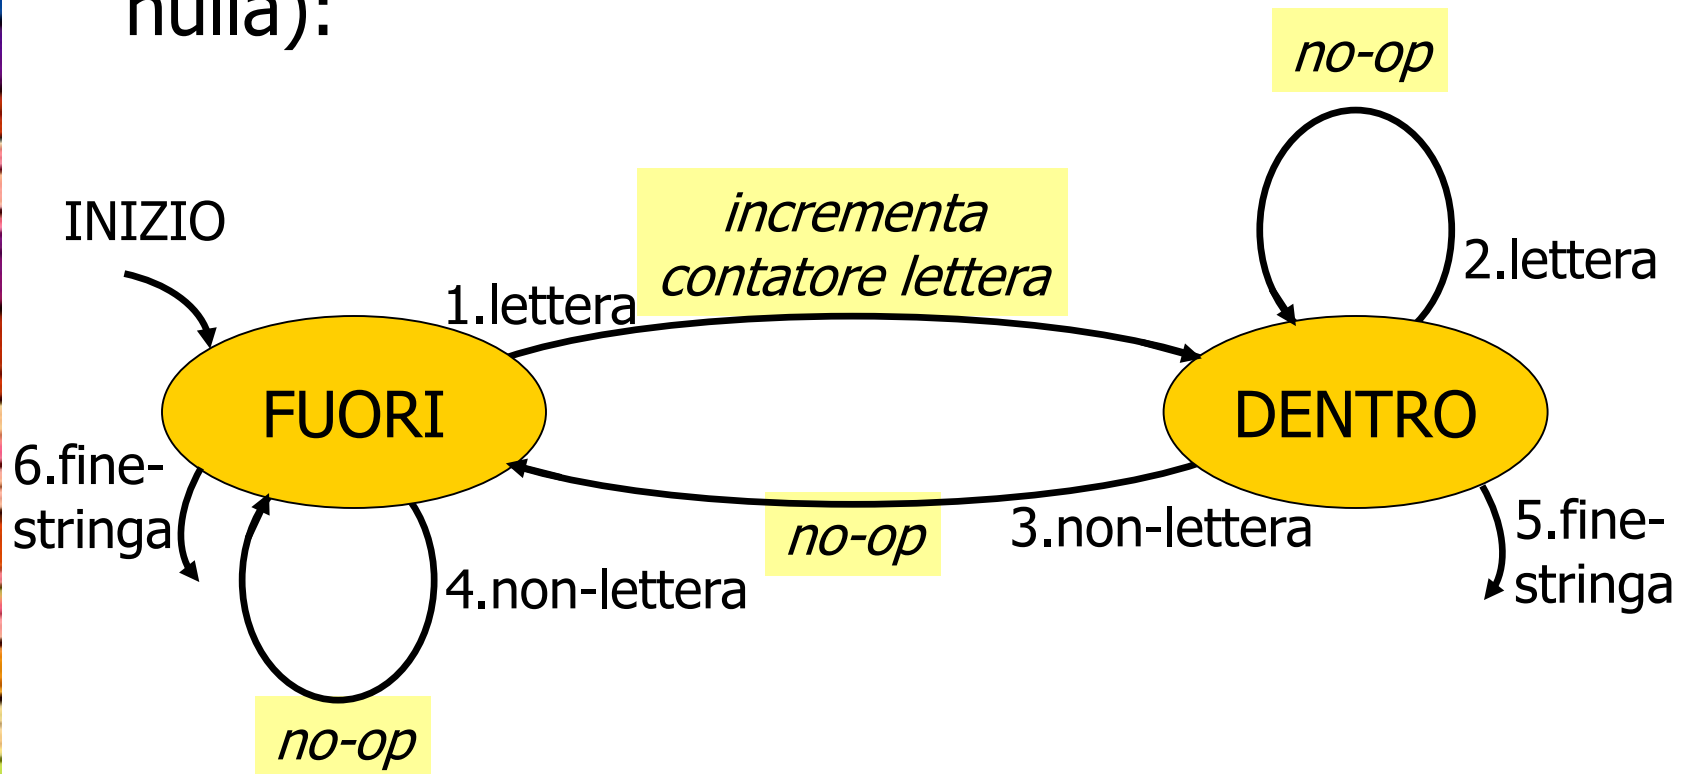 nulla):
no-op
INIZIO
incrementa
contatore lettera
1.lettera
2.lettera
FUORI
DENTRO
6.fine-
stringa
no-op
3.non-lettera
5.fine-
stringa
4.non-lettera
no-op